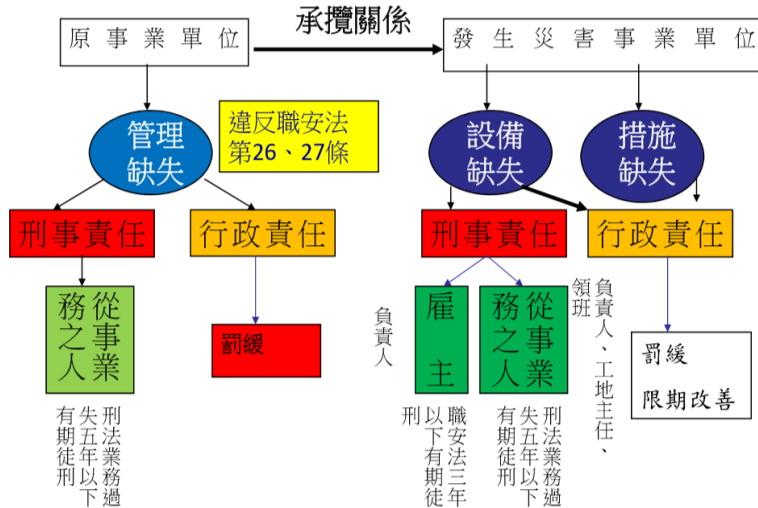 承攬關係
原事業單位
發生災害事業單位
管理
缺失
違反職安法
第26、27條
設備
缺失
措施
缺失
刑事責任
行政責任
刑事責任
行政責任
從事業
務之人
罰緩
負責人
雇主
從事業
務之人
負責人、工地主任、
領班
罰緩
限期改善
刑法業務過
失五年以下
有期徒刑
職安法三年
以下有期徒
刑
刑法業務過
失五年以下
有期徒刑